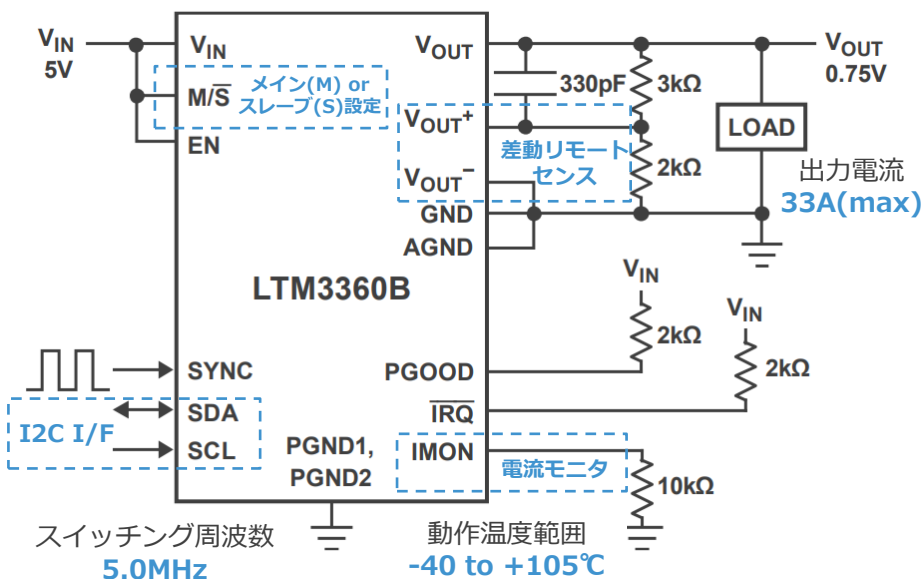 VIN
5V
VIN
M/S̅
EN
メイン(M) or
スレーブ(S)設定
VOUT
330pF
3kΩ
VOUT+
VOUT−
差動リモート
センス
2kΩ
GND
AGND
VOUT
0.75V
LOAD
出力電流
33A(max)
LTM3360B
VIN
2kΩ
VIN
2kΩ
SYNC
SDA
SCL
I2C I/F
PGOOD
I̅R̅Q̅
IMON
電流モニタ
10kΩ
PGND1,
PGND2
スイッチング周波数
5.0MHz
動作温度範囲
-40 to +105℃